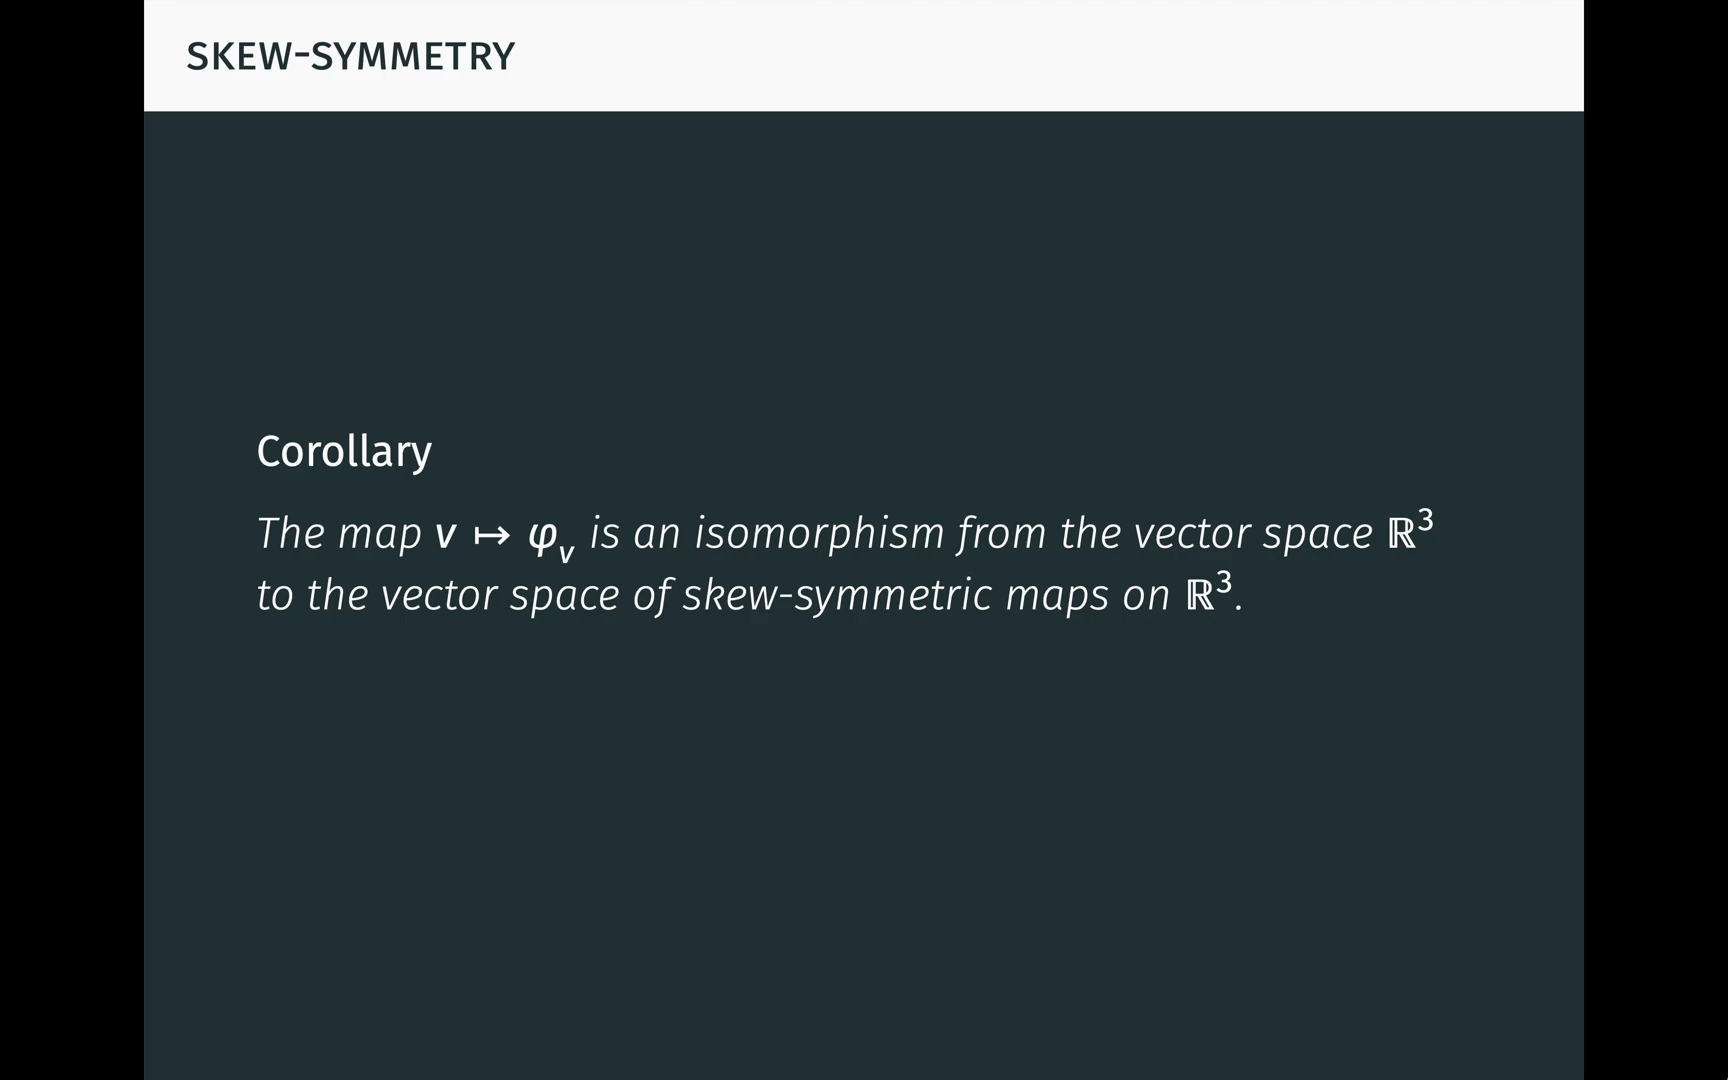 SKEW-SYMMETRY
Corollary
The map v ↦ φᵥ is an isomorphism from the vector space ℝ³
to the vector space of skew-symmetric maps on ℝ³.